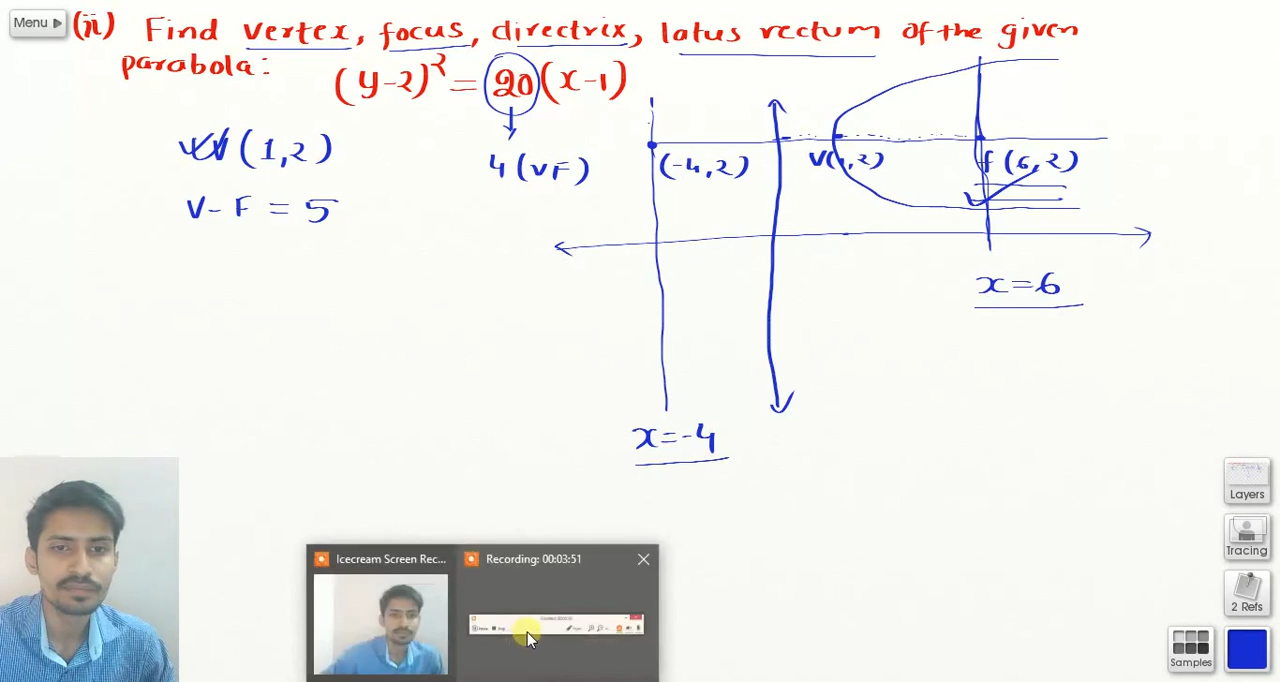 Menu
(ii) Find vertex, focus, directrix, latus rectum of the given
parabola:
(y-2)² = 20(x-1)
V(1,2)
4(VF)
(-4,2)
V(1,2)
f(6,2)
V-F = 5
x=6
x=-4
Layers
Tracing
2 Refs
Samples
Icecream Screen Rec...
Recording: 00:03:51